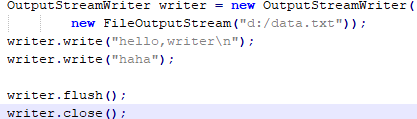 OutputStreamWriter writer = new OutputStreamWriter(
new FileOutputStream("d:/data.txt"));
writer.write("hello,writer\n");
writer.write("haha");
writer.flush();
writer.close();